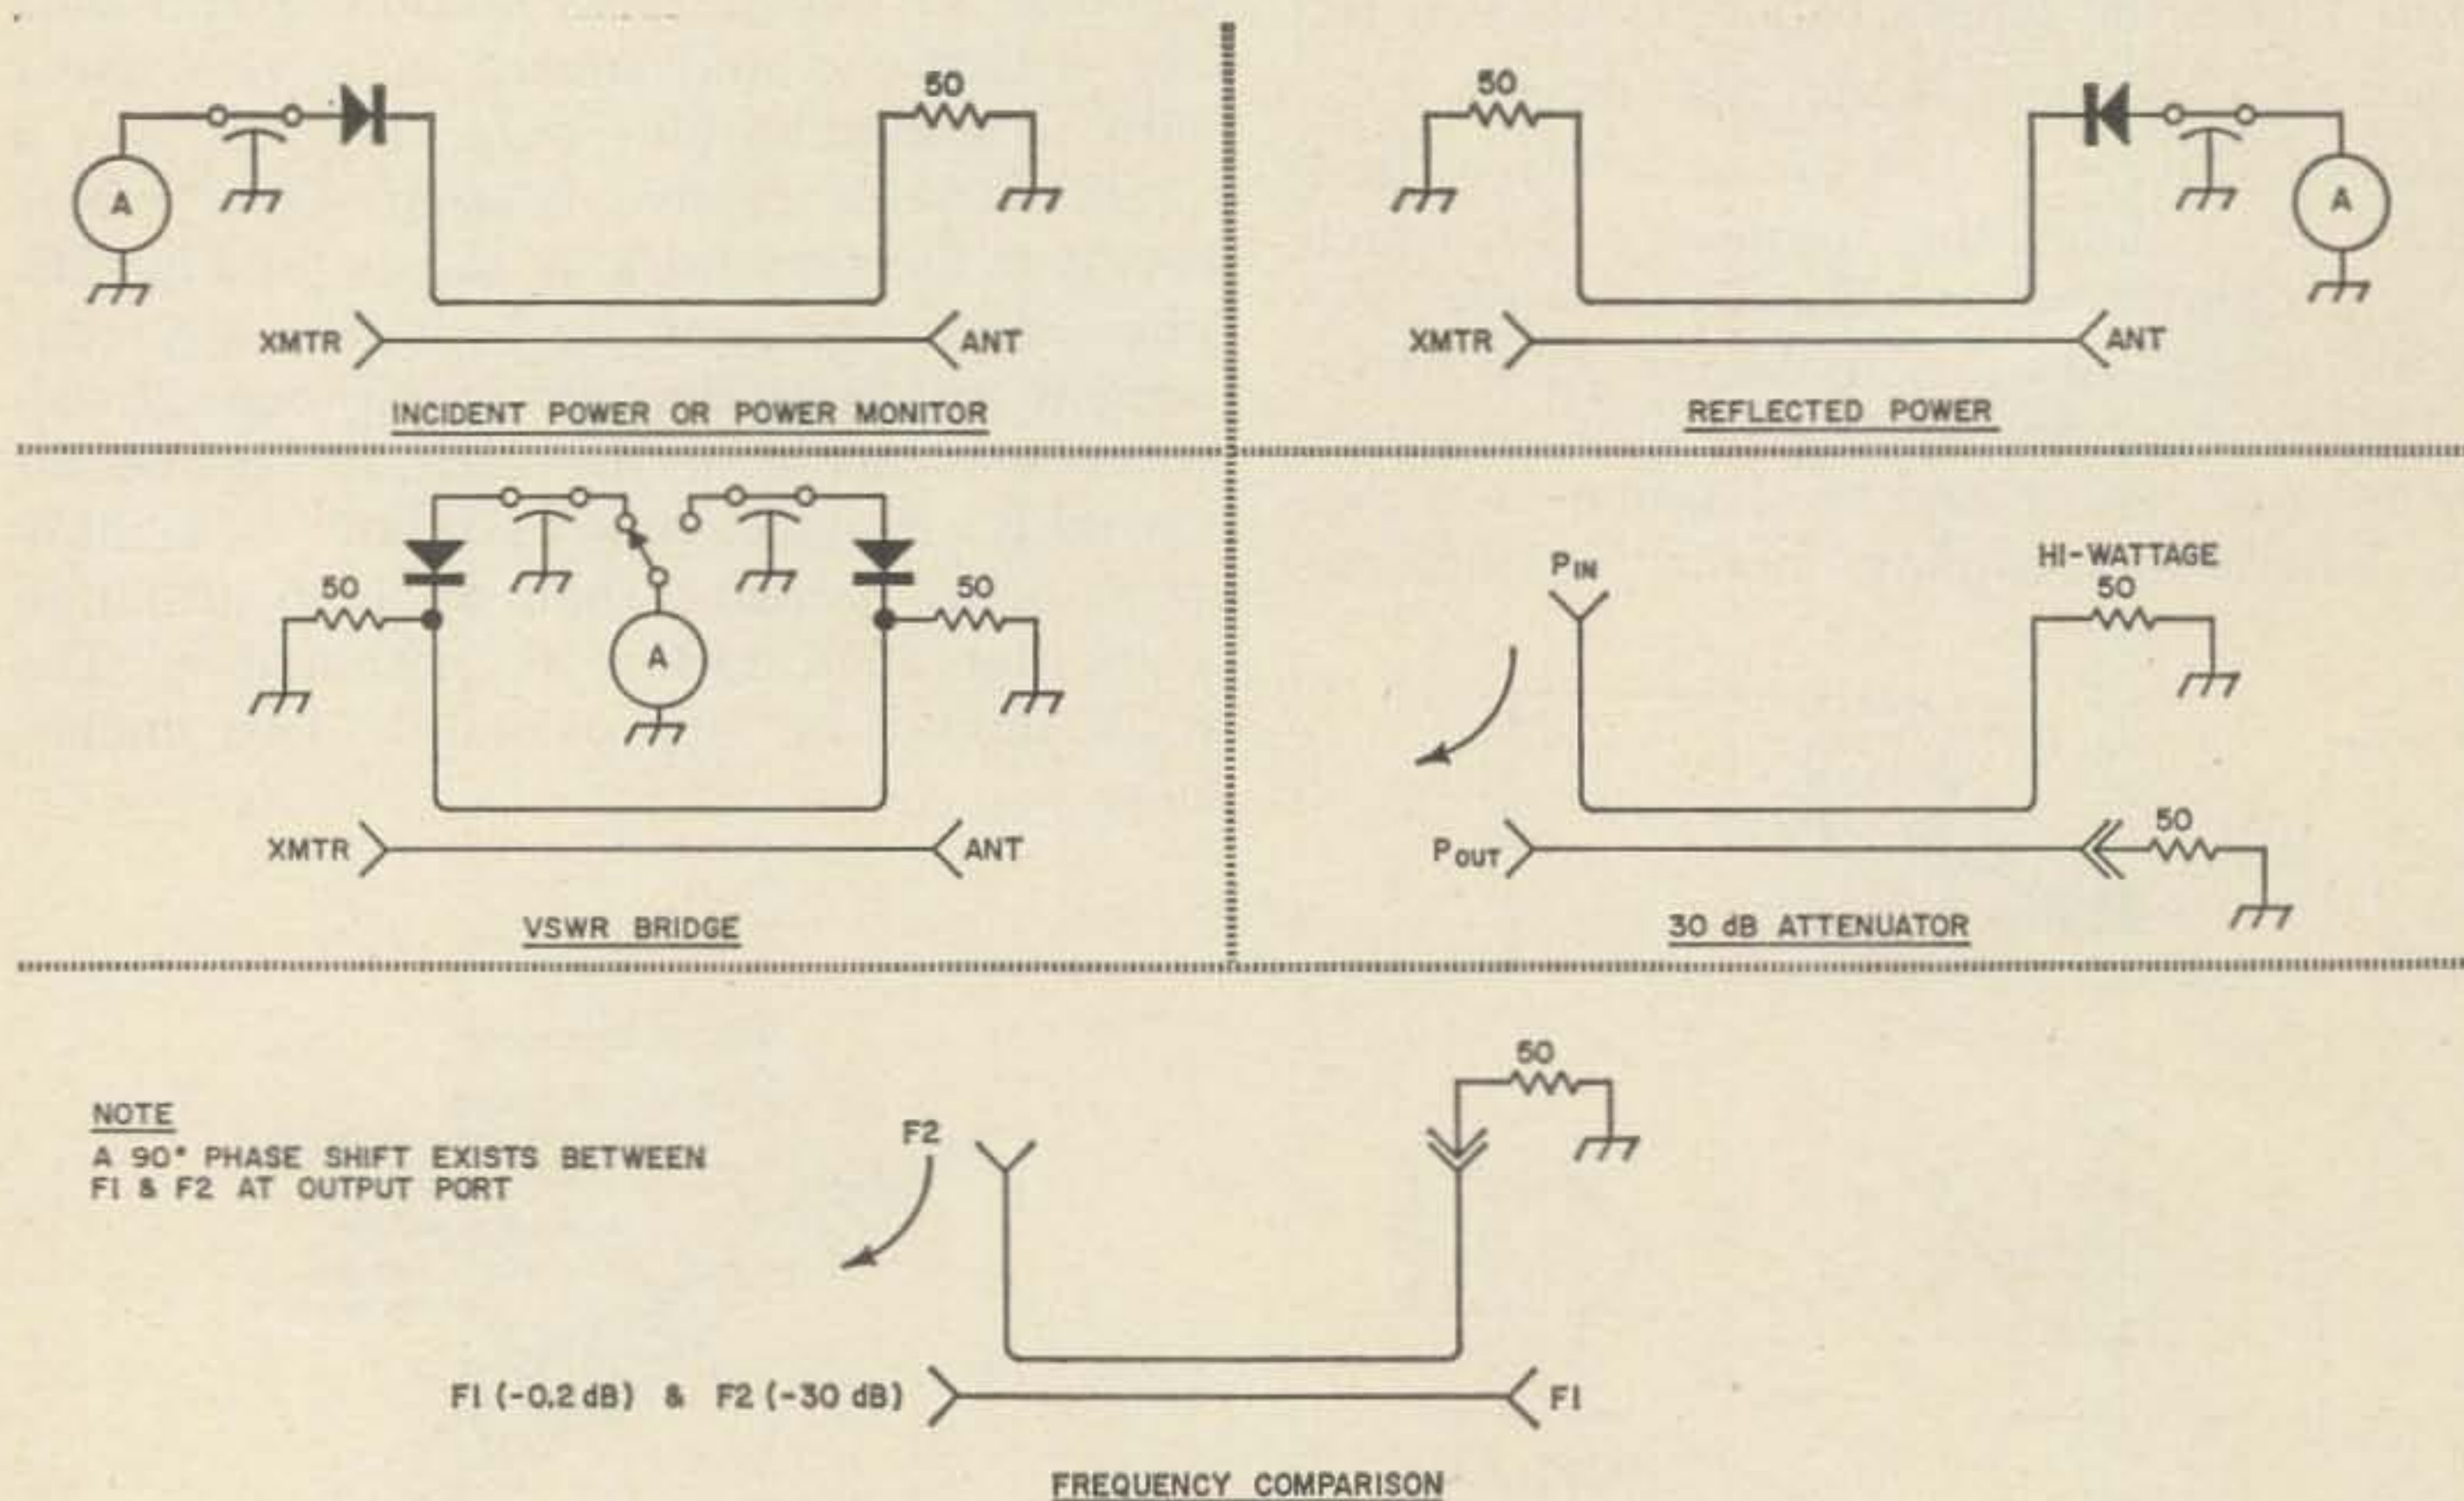 50
A
XMTR
ANT
INCIDENT POWER OR POWER MONITOR
50
A
XMTR
ANT
REFLECTED POWER
50
50
A
XMTR
ANT
VSWR BRIDGE
PIN
HI-WATTAGE
50
POUT
50
30 dB ATTENUATOR
NOTE
A 90° PHASE SHIFT EXISTS BETWEEN
F1 & F2 AT OUTPUT PORT
F2
50
F1 (-0.2 dB) & F2 (-30 dB)
F1
FREQUENCY COMPARISON